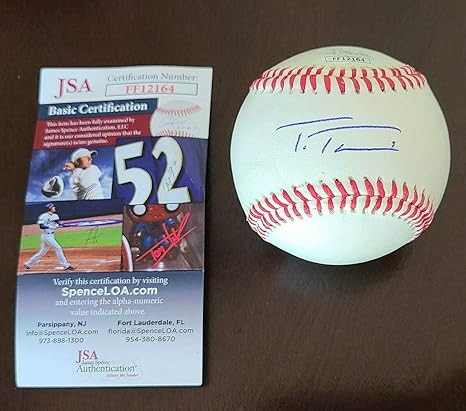 JSA
Certification Number:
FF12164
Basic Certification
This item has been fully examined by
James Spence Authentication, LLC
and it is our considered opinion that the
signature(s) is/are genuine.
52
Verify this certification by visiting
SpenceLOA.com
and entering the alpha-numeric
value indicated above.
Parsippany, NJ
info@SpenceLOA.com
973-898-1300
Fort Lauderdale, FL
florida@SpenceLOA.com
954-380-8670
JSA
James Spence
Authentication
FF12164